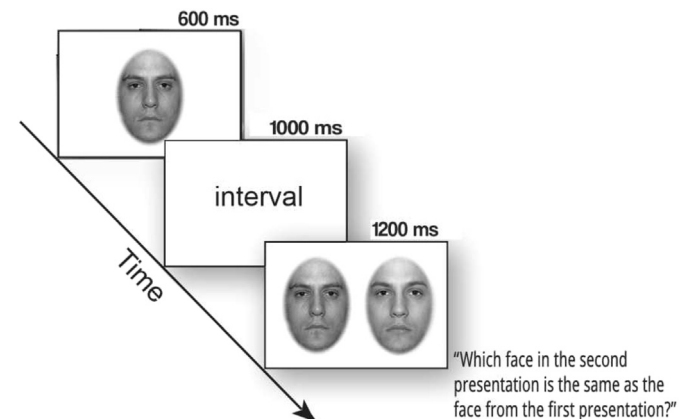 600 ms
1000 ms
interval
1200 ms
Time
“Which face in the second
presentation is the same as the
face from the first presentation?”